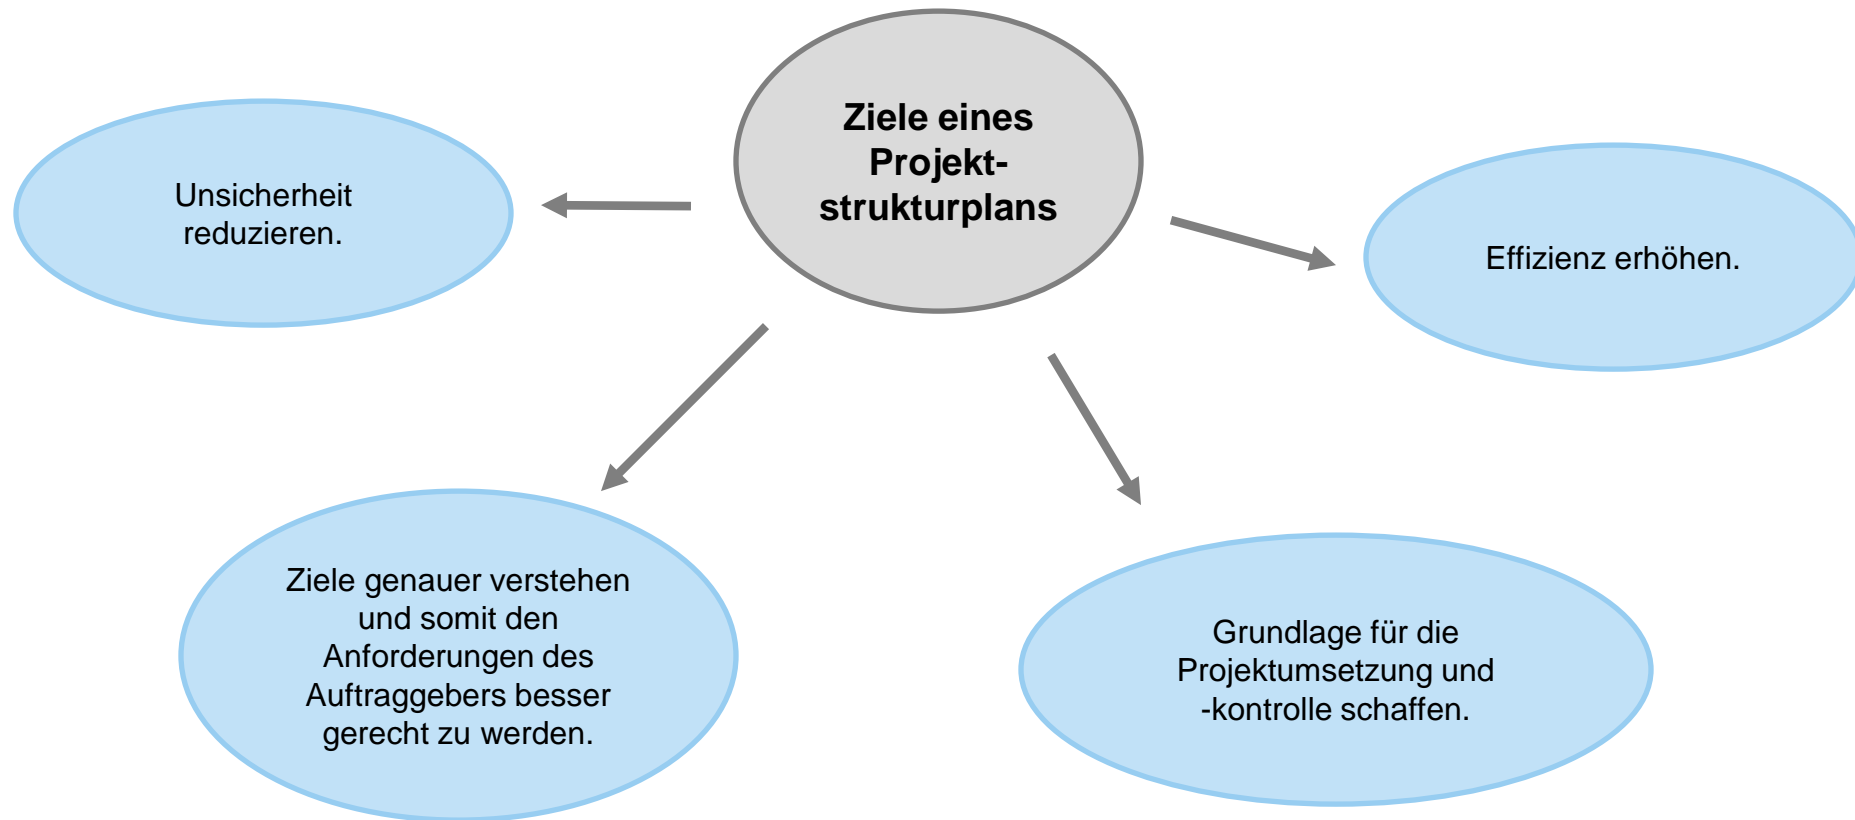 Ziele eines
Projekt-
strukturplans
Unsicherheit
reduzieren.
Effizienz erhöhen.
Ziele genauer verstehen
und somit den
Anforderungen des
Auftraggebers besser
gerecht zu werden.
Grundlage für die
Projektumsetzung und
-kontrolle schaffen.